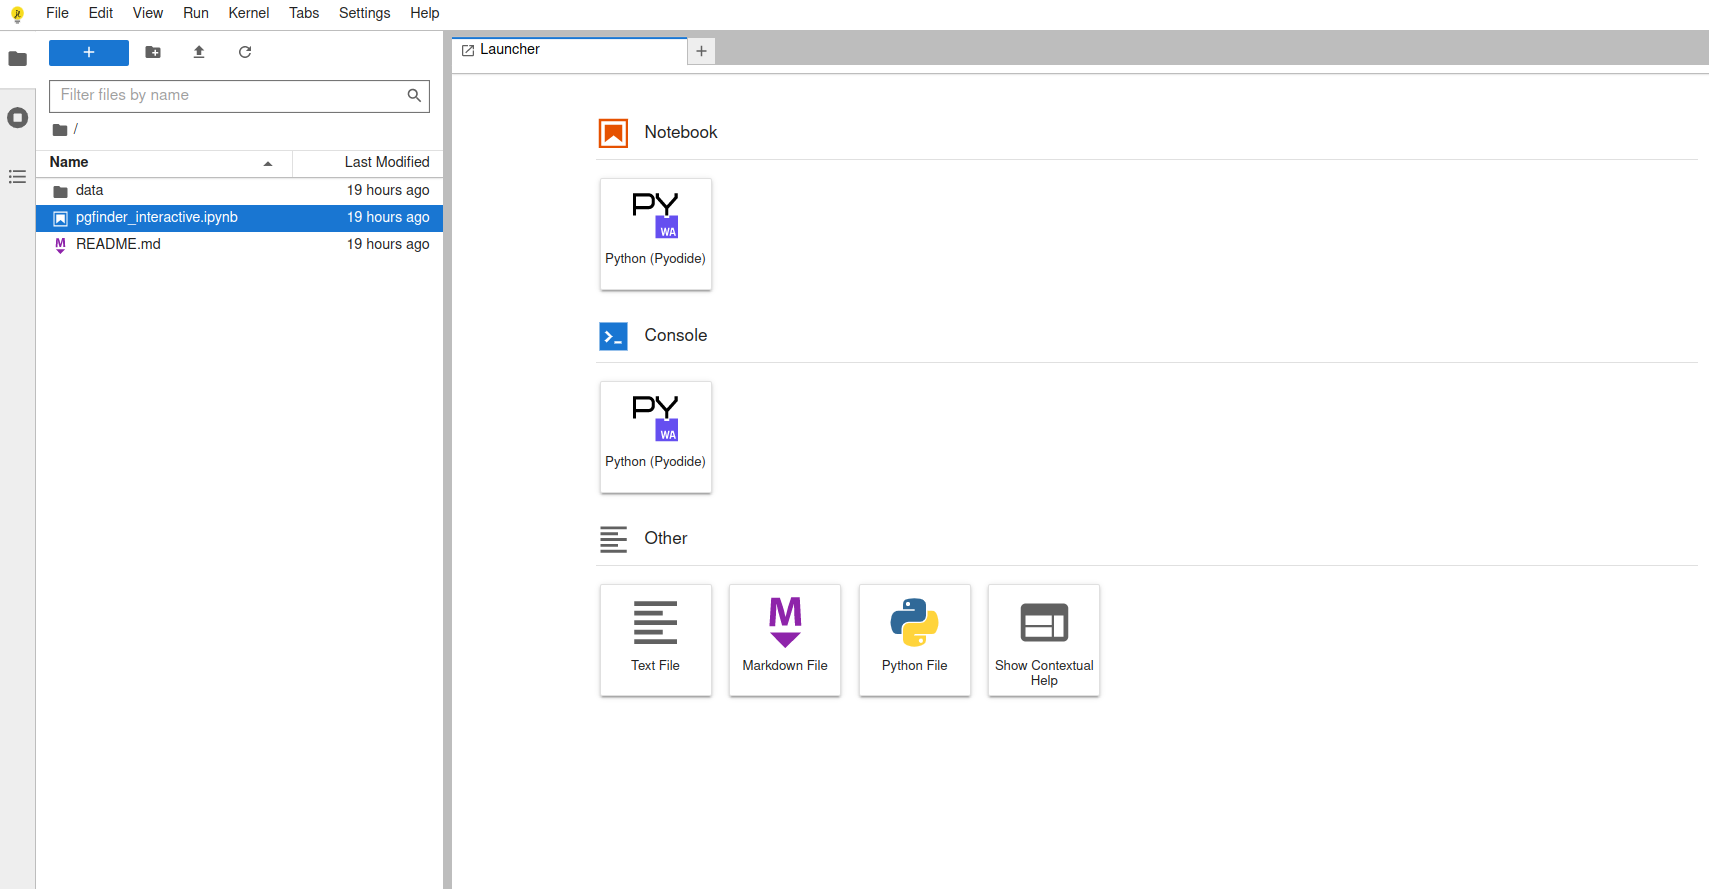 File Edit View Run Kernel Tabs Settings Help
+
Filter files by name
/
Name Last Modified
data 19 hours ago
pgfinder_interactive.ipynb 19 hours ago
M README.md 19 hours ago
Launcher +
Notebook
PY
WA
Python (Pyodide)
>_ Console
PY
WA
Python (Pyodide)
Other
Text File
M
Markdown File
Python File
Show Contextual
Help